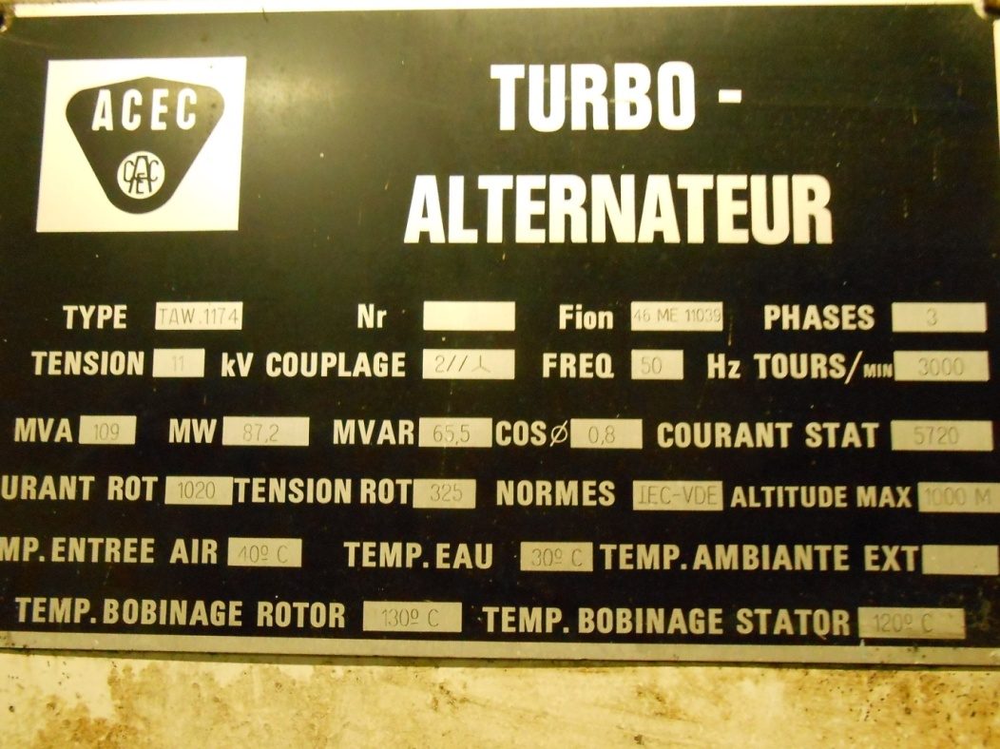 ACEC
TURBO -
ALTERNATEUR
TYPE TAW.1174 Nr Fion 46 ME 11039 PHASES 3
TENSION 11 kV COUPLAGE 2//⅄ FREQ 50 Hz TOURS/MIN 3000
MVA 109 MW 87,2 MVAR 65,5 COSØ 0,8 COURANT STAT 5720
URANT ROT 1020 TENSION ROT 325 NORMES IEC-VDE ALTITUDE MAX 1000 M
MP. ENTREE AIR 40º C TEMP. EAU 30º C TEMP. AMBIANTE EXT
TEMP. BOBINAGE ROTOR 130º C TEMP. BOBINAGE STATOR 120º C